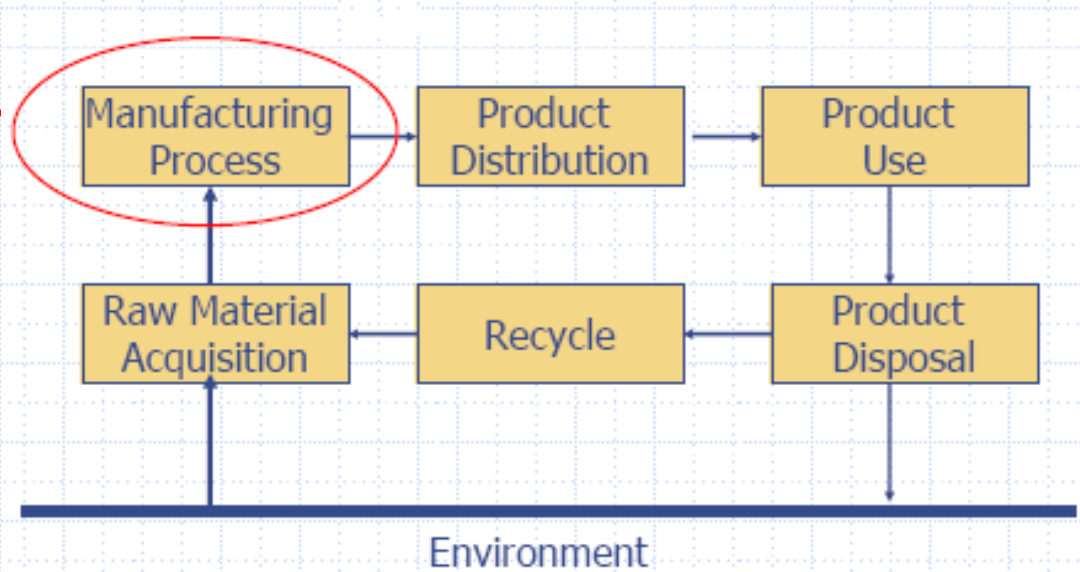 Manufacturing
Process
Product
Distribution
Product
Use
Raw Material
Acquisition
Recycle
Product
Disposal
Environment